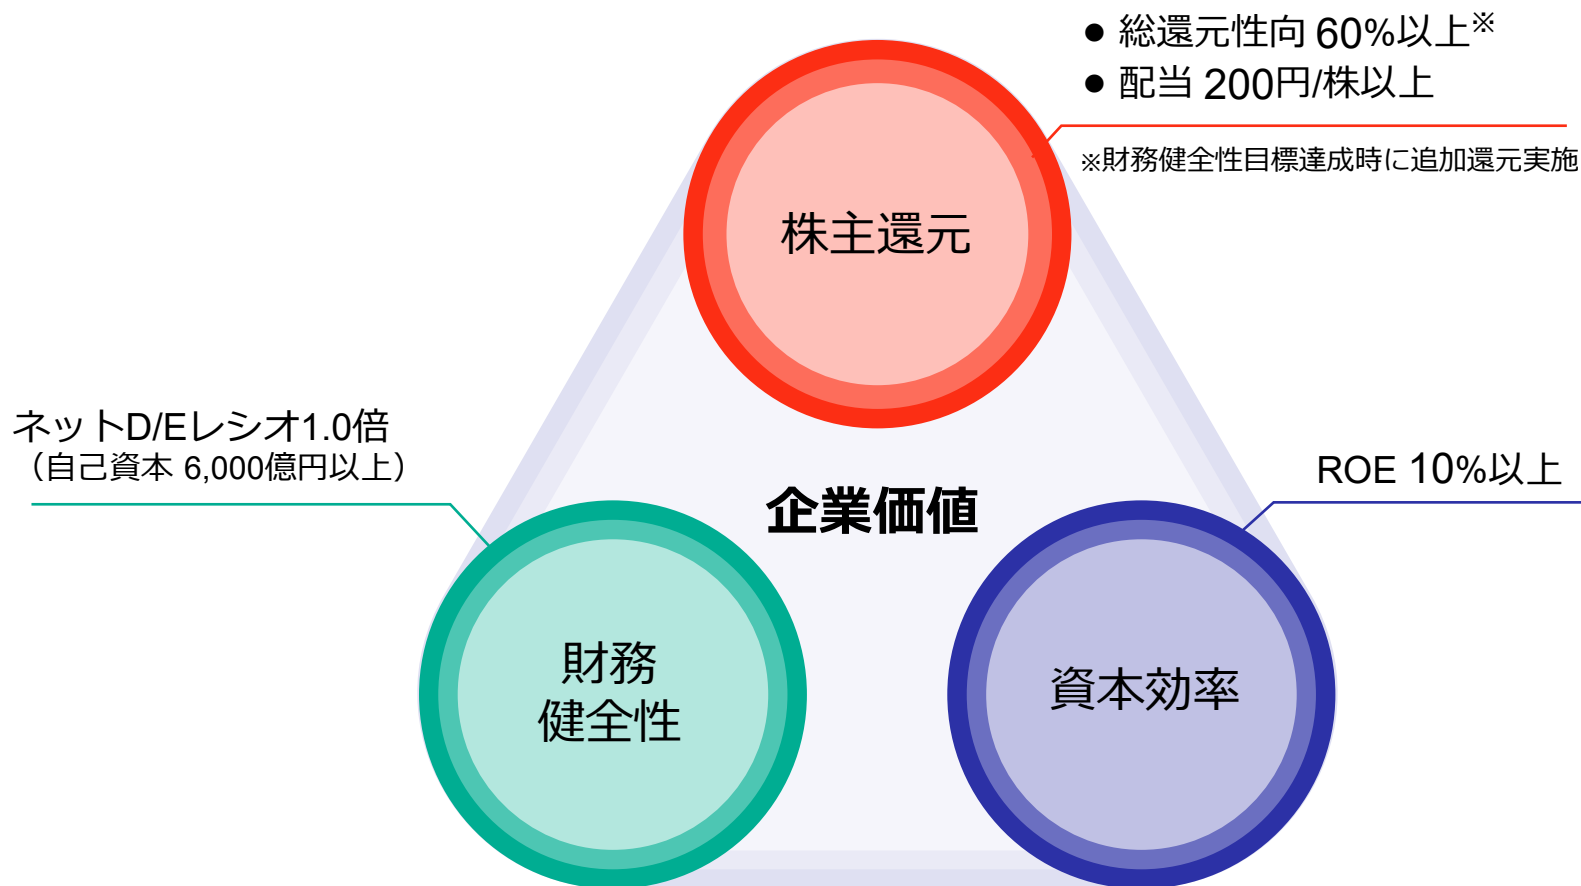 ● 総還元性向 60%以上※
● 配当 200円/株以上
※財務健全性目標達成時に追加還元実施
株主還元
ネットD/Eレシオ1.0倍
（自己資本 6,000億円以上）
ROE 10%以上
企業価値
財務
健全性
資本効率